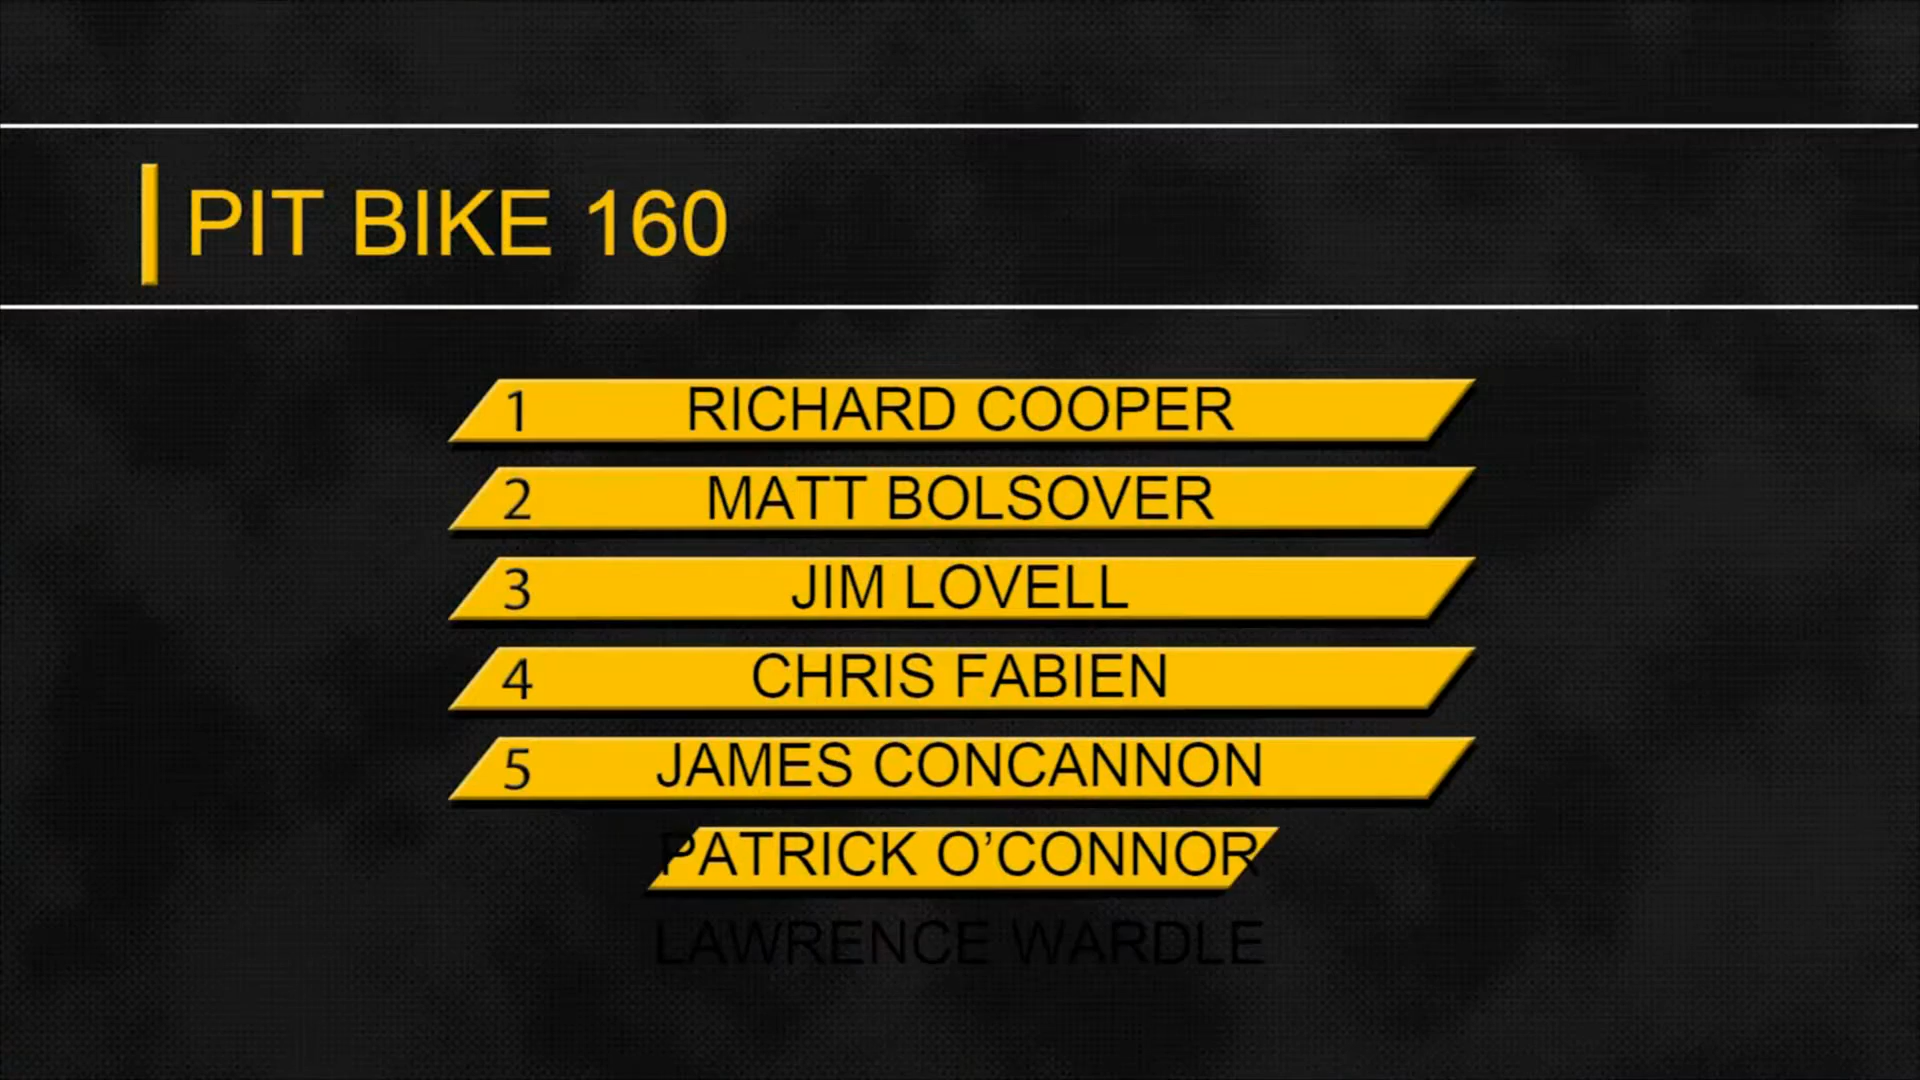 PIT BIKE 160
1 RICHARD COOPER
2 MATT BOLSOVER
3 JIM LOVELL
4 CHRIS FABIEN
5 JAMES CONCANNON
PATRICK O’CONNOR
LAWRENCE WARDLE